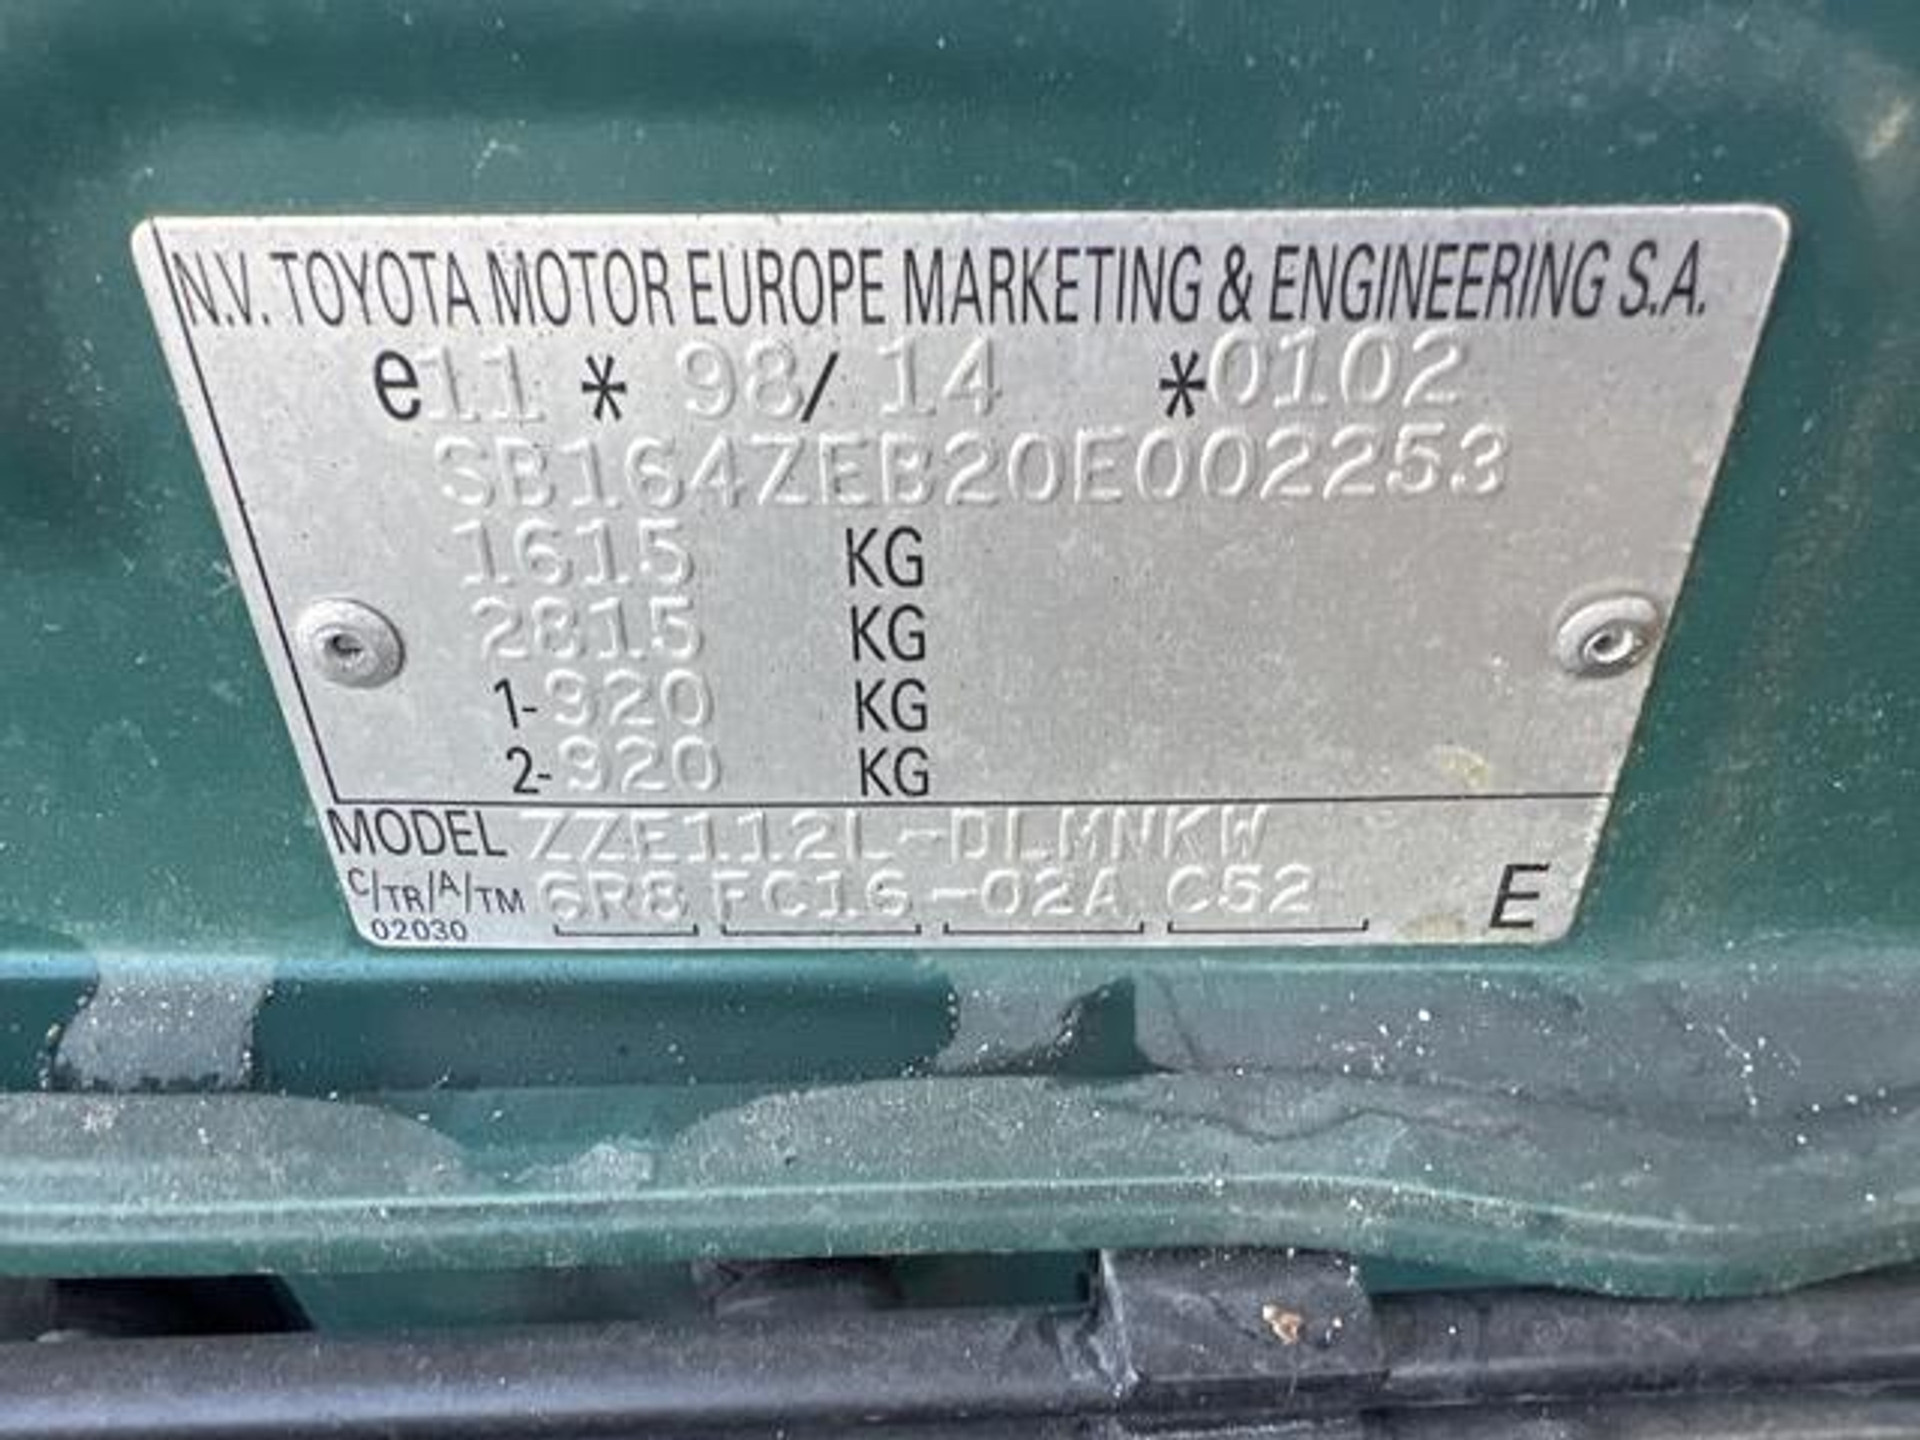 N.V. TOYOTA MOTOR EUROPE MARKETING & ENGINEERING S.A.
e11 * 98/14 *0102
SB164ZEB20E002253
1615 KG
2815 KG
1-920 KG
2-920 KG
MODEL ZZE112L-DLMNKW
C/TR/A/TM 6R8 FC16 -02A C52 E
02030